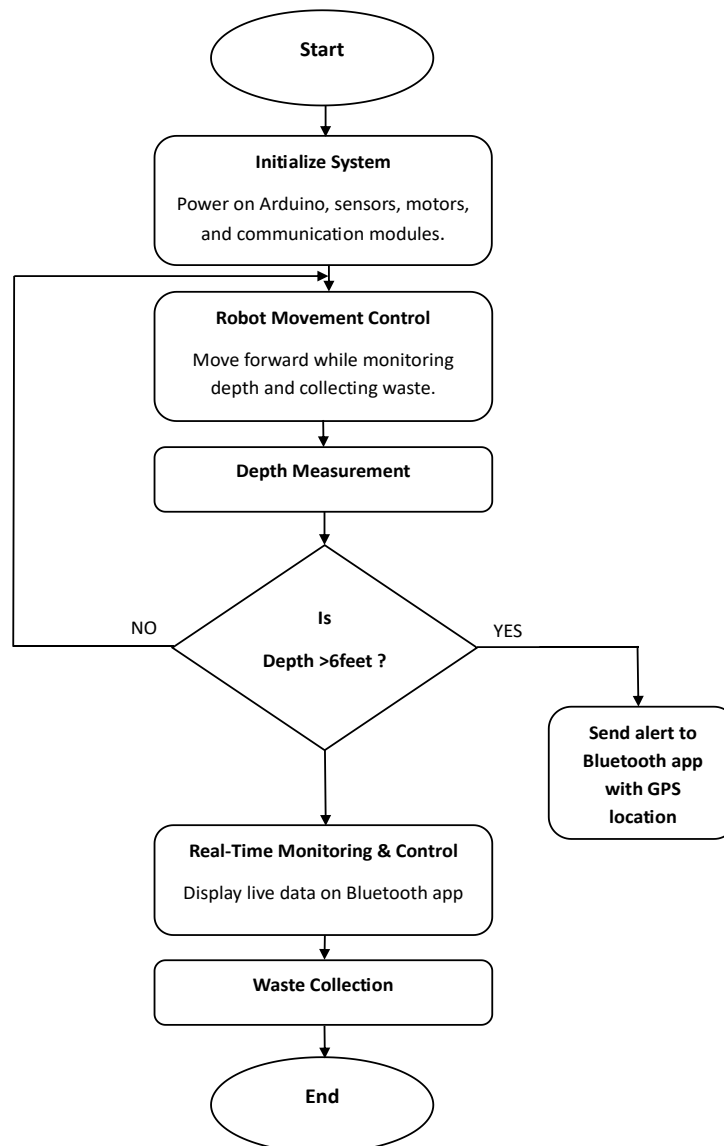 Start
Initialize System
Power on Arduino, sensors, motors,
and communication modules.
Robot Movement Control
Move forward while monitoring
depth and collecting waste.
Depth Measurement
Is
Depth >6feet ?
NO
YES
Send alert to
Bluetooth app
with GPS
location
Real-Time Monitoring & Control
Display live data on Bluetooth app
Waste Collection
End